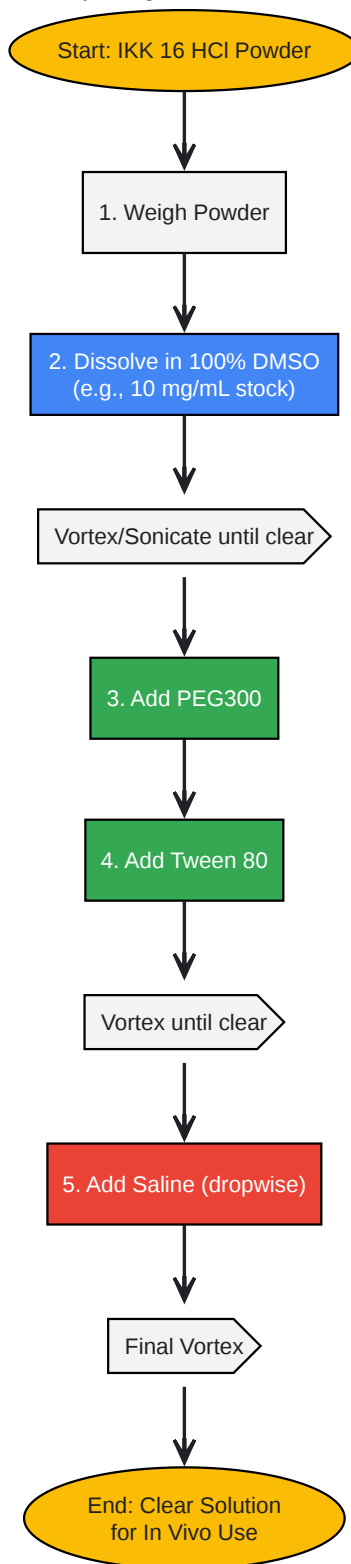 Start: IKK 16 HCl Powder
1. Weigh Powder
2. Dissolve in 100% DMSO
(e.g., 10 mg/mL stock)
Vortex/Sonicate until clear
3. Add PEG300
4. Add Tween 80
Vortex until clear
5. Add Saline (dropwise)
Final Vortex
End: Clear Solution
for In Vivo Use